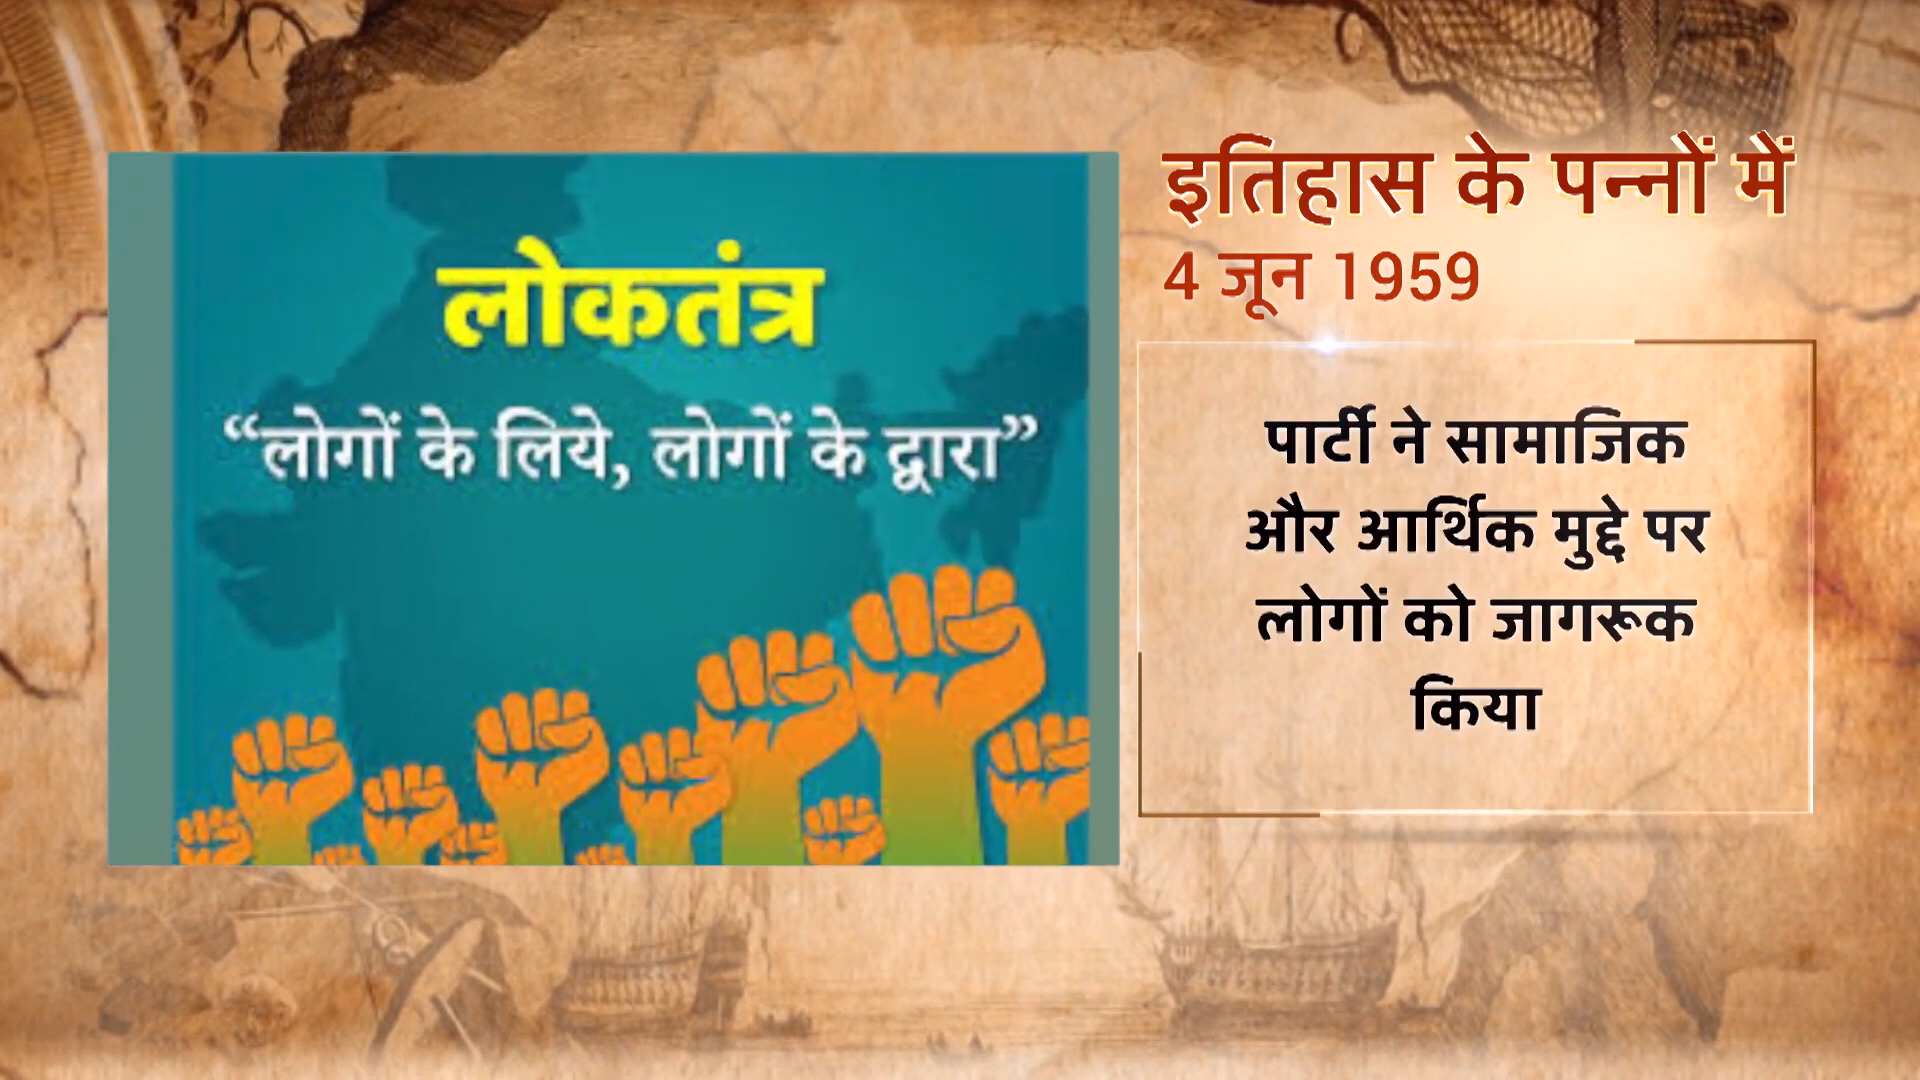 लोकतंत्र
“लोगों के लिये, लोगों के द्वारा”
इतिहास के पन्नों में
4 जून 1959
पार्टी ने सामाजिक
और आर्थिक मुद्दे पर
लोगों को जागरूक
किया